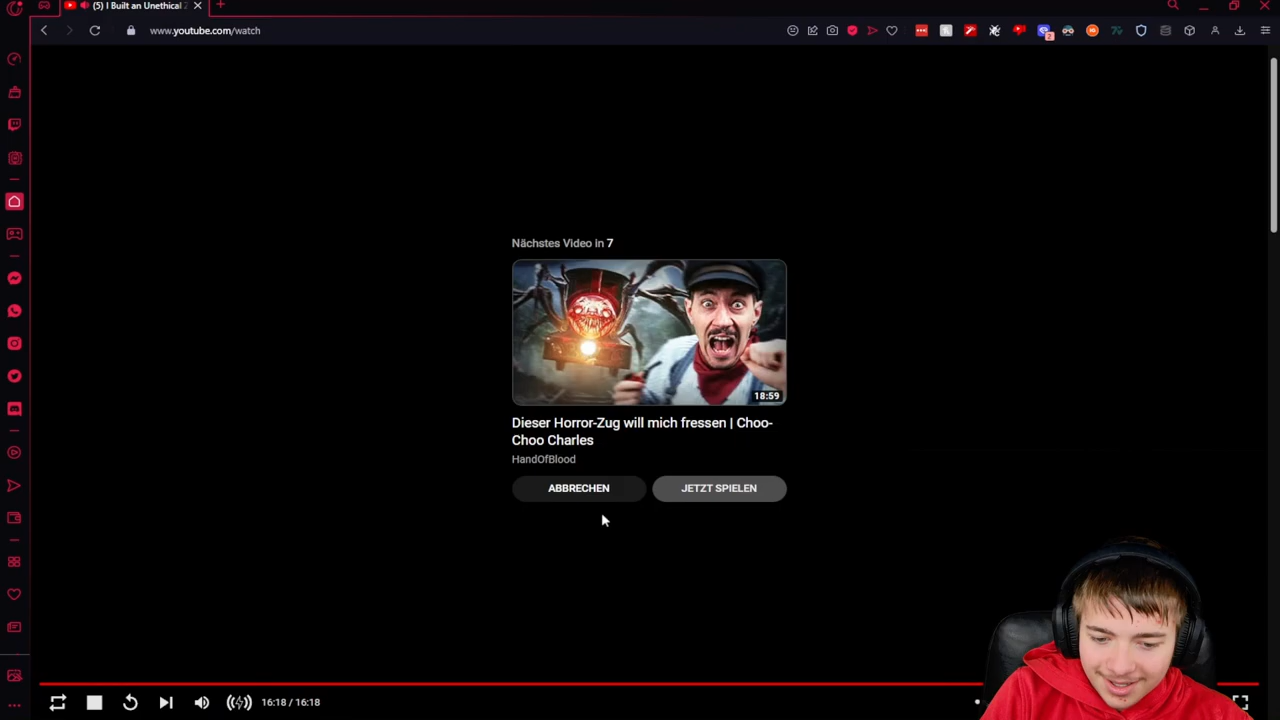 (5) I Built an Unethical
www.youtube.com/watch
2
Nächstes Video in 7
18:59
Dieser Horror-Zug will mich fressen | Choo-
Choo Charles
HandOfBlood
ABBRECHEN
JETZT SPIELEN
16:18 / 16:18